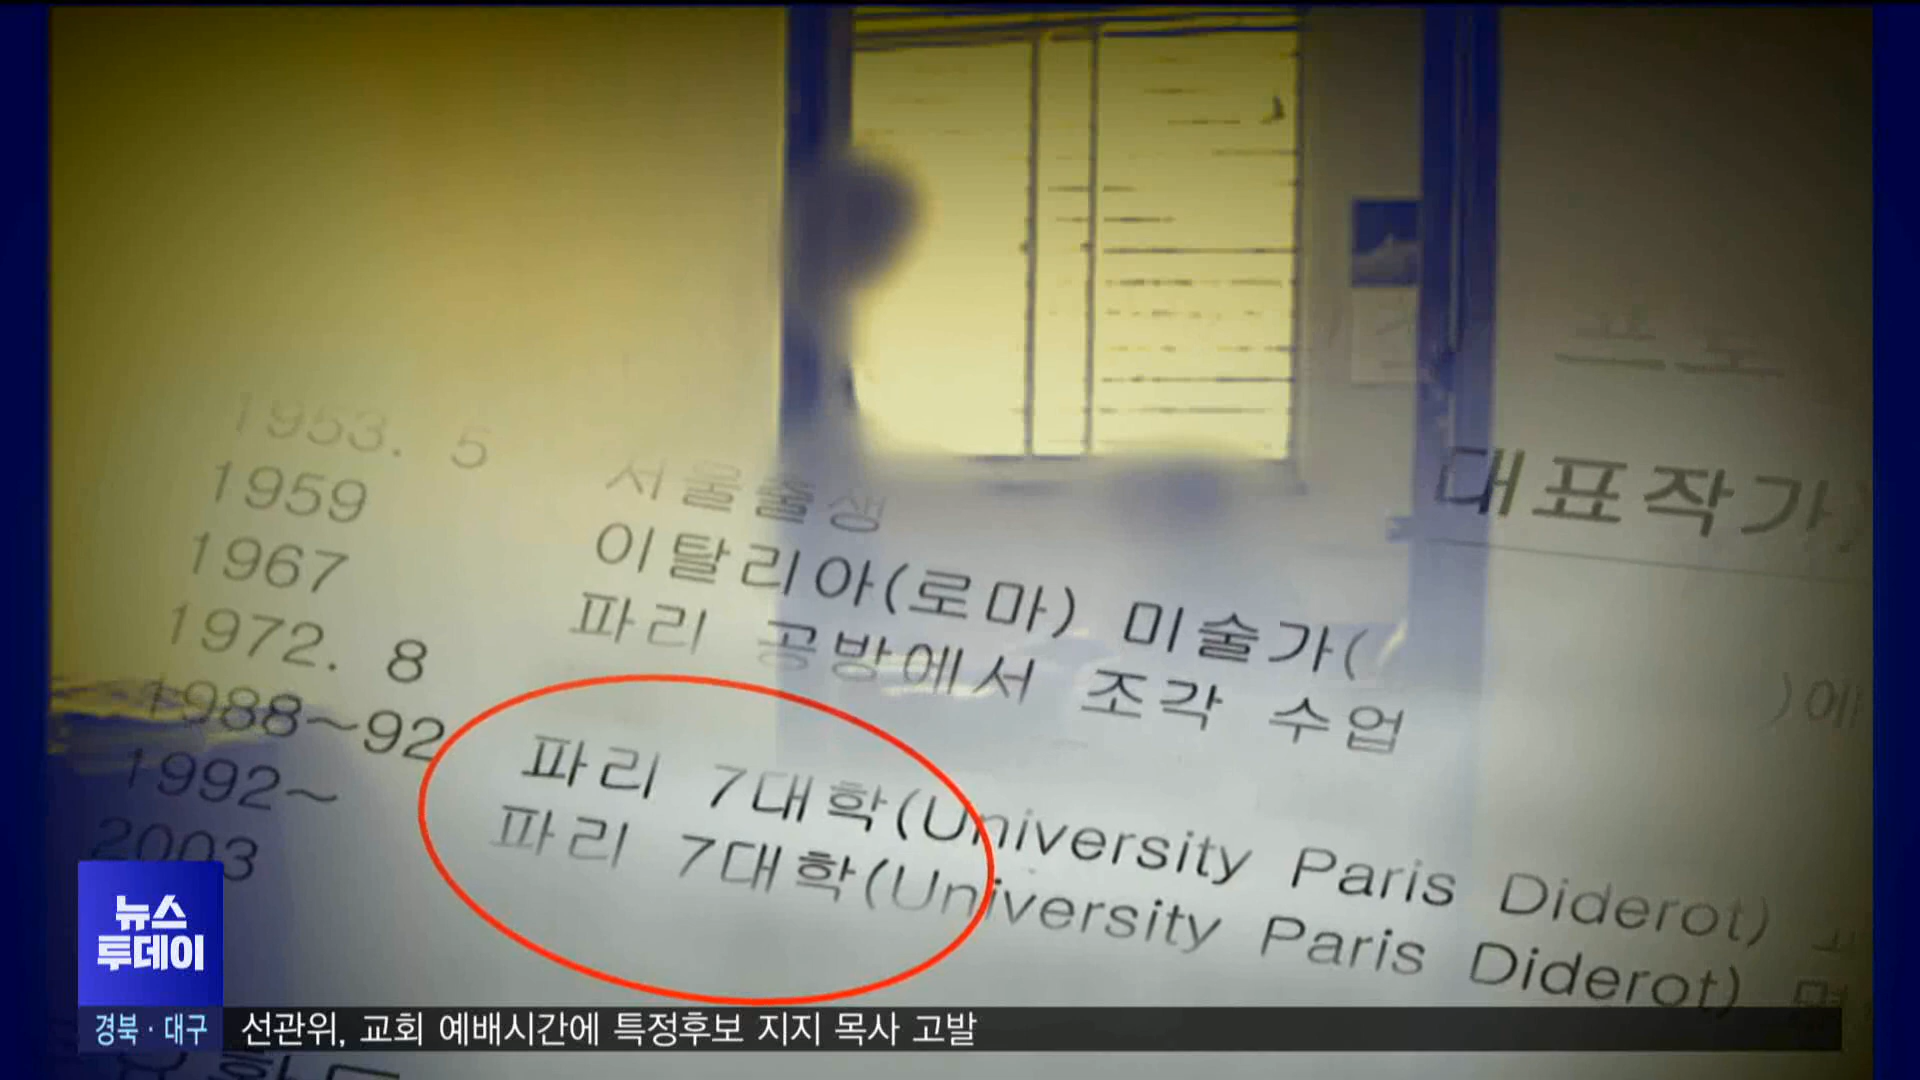 대표작가
1953. 5 서울출생
1959 이탈리아(로마) 미술가( )에
1967 파리 공방에서 조각 수업
1972. 8
1988~92 파리 7대학(University Paris Diderot)
1992~ 파리 7대학(University Paris Diderot)
2003
뉴스
투데이
경북·대구 선관위, 교회 예배시간에 특정후보 지지 목사 고발